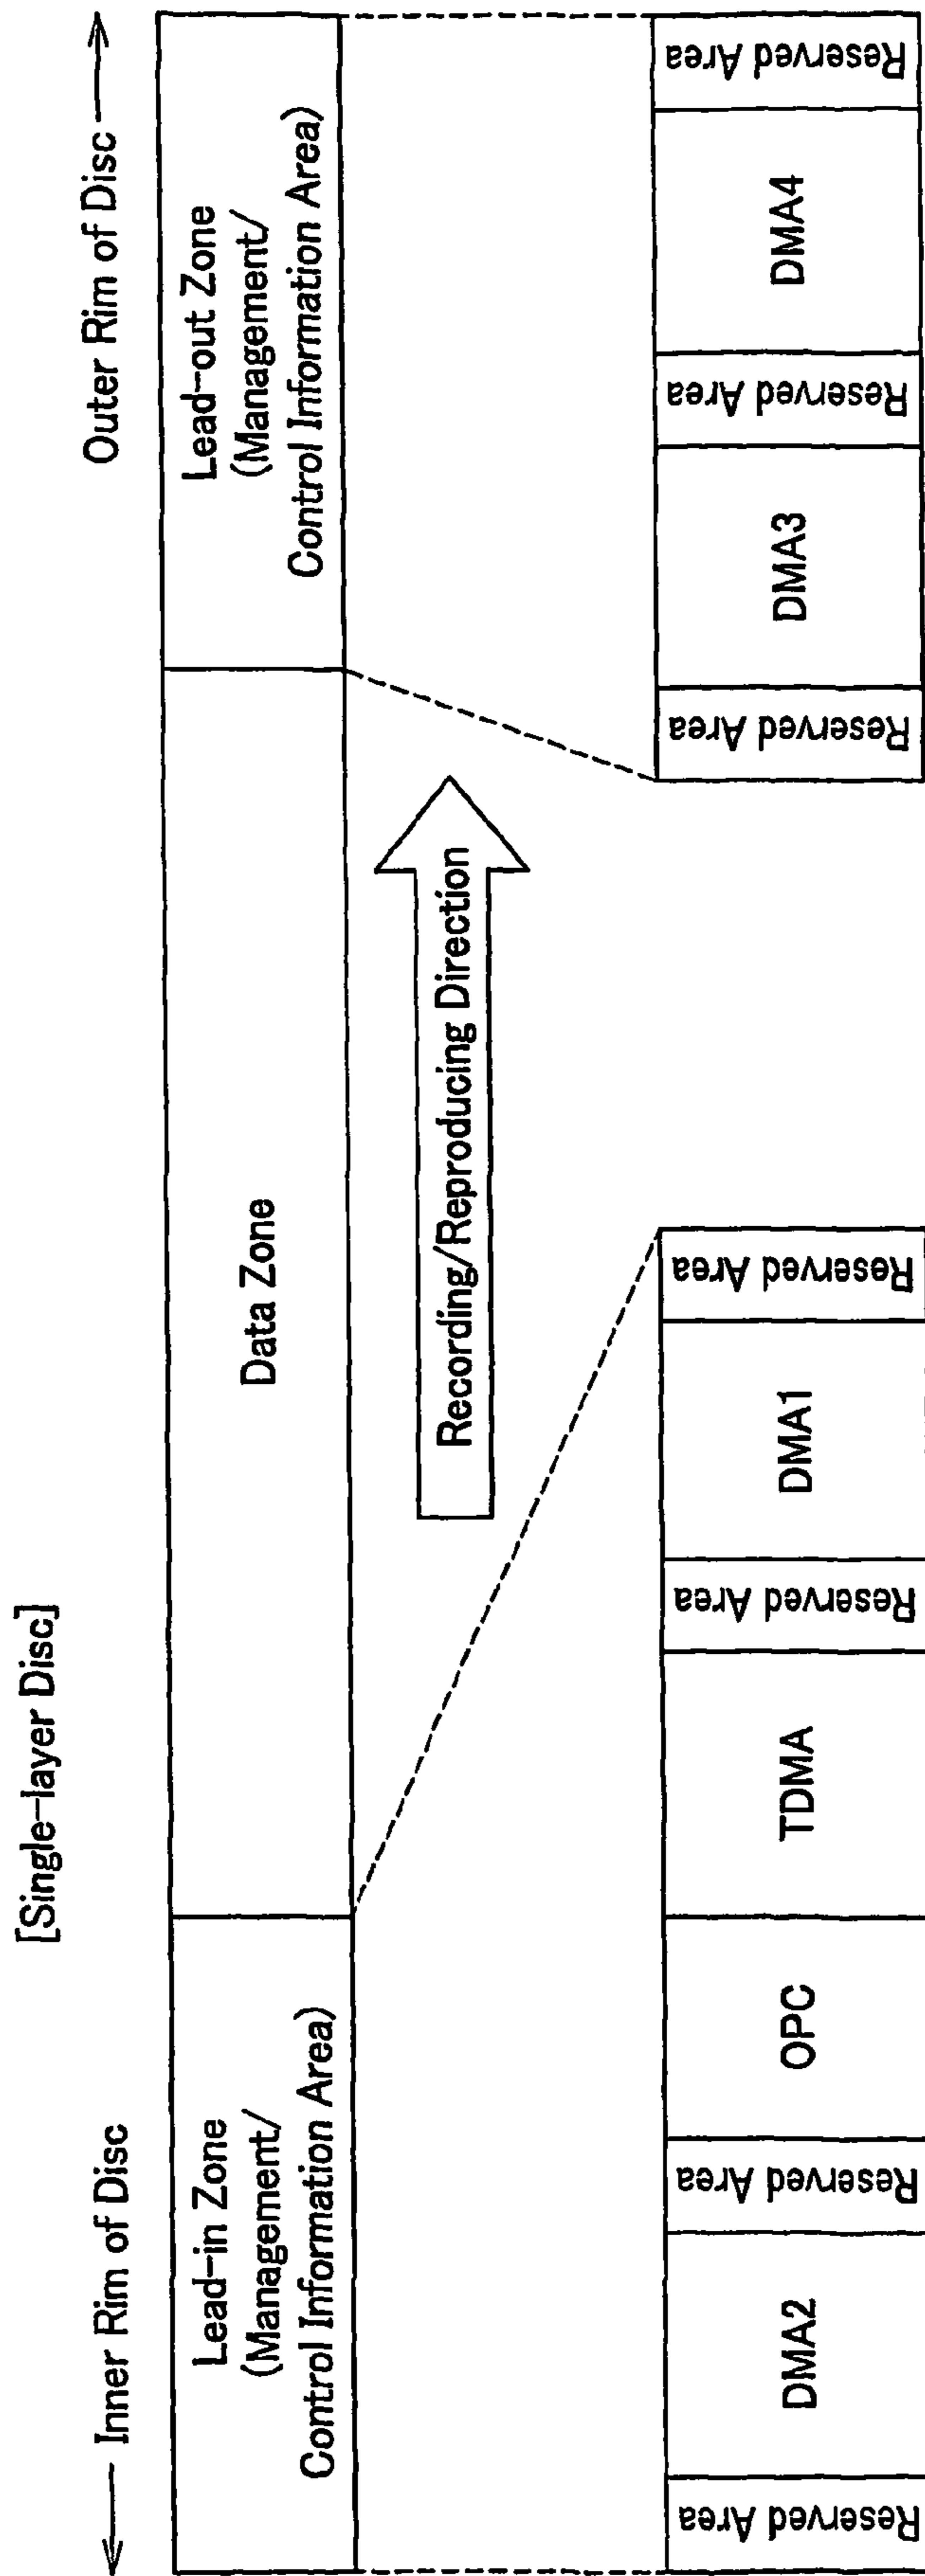 [Single-layer Disc]
Inner Rim of Disc
Outer Rim of Disc
Lead-in Zone
(Management/
Control Information Area)
Data Zone
Lead-out Zone
(Management/
Control Information Area)
Recording/Reproducing Direction
Reserved Area
DMA2
Reserved Area
OPC
TDMA
Reserved Area
DMA1
Reserved Area
Reserved Area
DMA3
Reserved Area
DMA4
Reserved Area